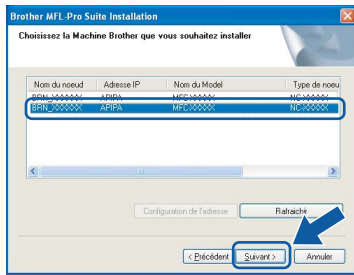 Brother MFL-Pro Suite Installation
Choisissez la Machine Brother que vous souhaitez installer
Nom du noeud Adresse IP Nom du Model Type de noeu
BRN_XXXXXX APIPA MFC-XXXXX NC-XXXXX
BRN_XXXXXX APIPA MFC-XXXXX NC-XXXXX
Configuration de l'adresse Rafraichir
< Précédent Suivant > Annuler